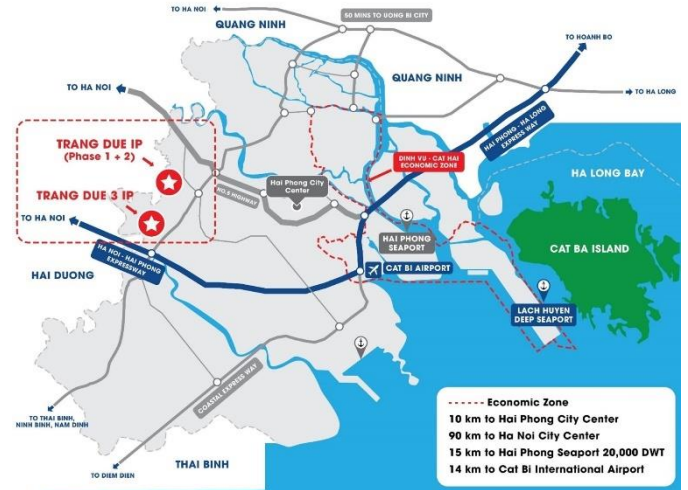 50 MINS TO UONG BI CITY
QUANG NINH
TO HOANH BO
TO HA NOI
QUANG NINH
TO HA LONG
TRANG DUE IP
(Phase 1 + 2)
HAI PHONG - HA LONG
EXPRESS WAY
DINH VU - CAT HAI
ECONOMIC ZONE
HA LONG BAY
TRANG DUE 3 IP
NO.5 HIGHWAY
Hai Phong City
Center
TO HA NOI
HAI PHONG
SEAPORT
CAT BA ISLAND
HA NOI - HAI PHONG
EXPRESSWAY
HAI DUONG
CAT BI AIRPORT
LACH HUYEN
DEEP SEAPORT
COASTAL EXPRESS WAY
TO THAI BINH,
NINH BINH, NAM DINH
THAI BINH
TO DIEM DIEN
Economic Zone
10 km to Hai Phong City Center
90 km to Ha Noi City Center
15 km to Hai Phong Seaport 20,000 DWT
14 km to Cat Bi International Airport